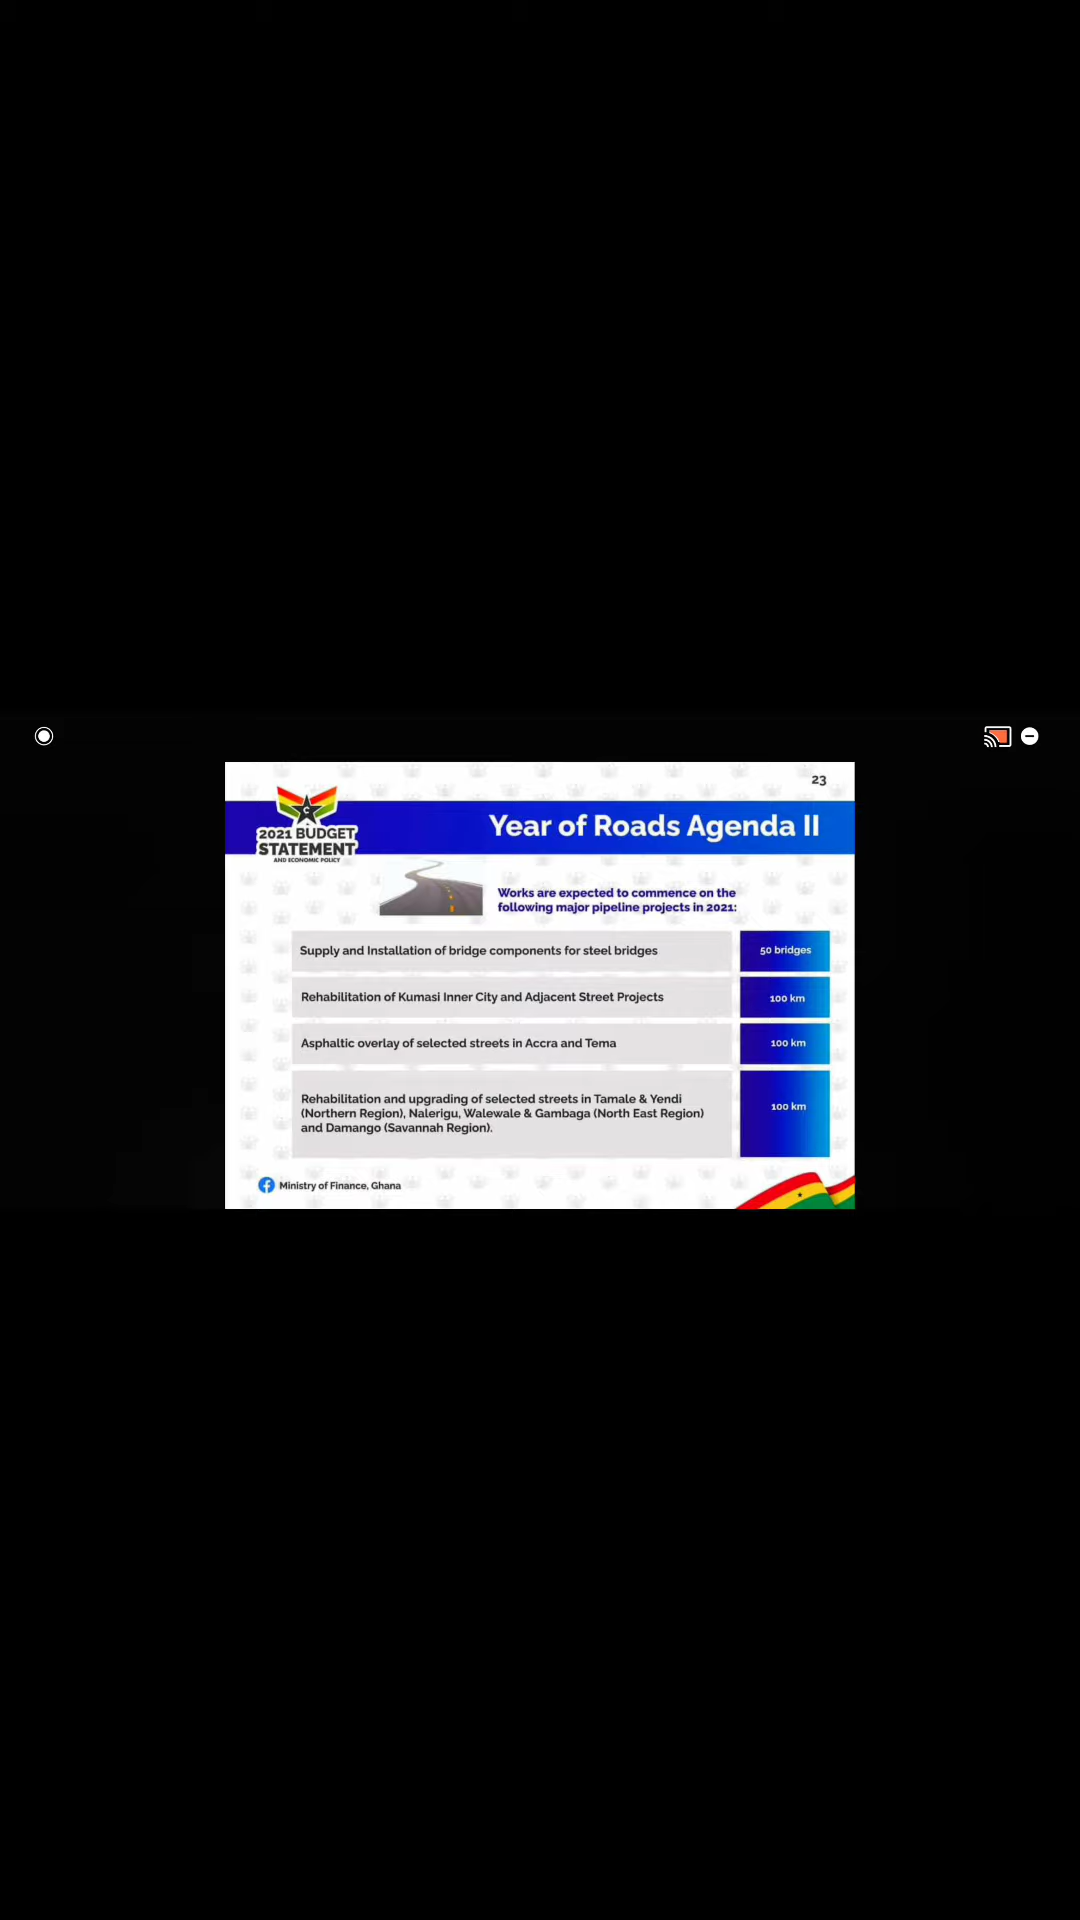 23
2021 BUDGET
STATEMENT
AND ECONOMIC POLICY
Year of Roads Agenda II
Works are expected to commence on the
following major pipeline projects in 2021:
Supply and Installation of bridge components for steel bridges
50 bridges
Rehabilitation of Kumasi Inner City and Adjacent Street Projects
100 km
Asphaltic overlay of selected streets in Accra and Tema
100 km
Rehabilitation and upgrading of selected streets in Tamale & Yendi
(Northern Region), Nalerigu, Walewale & Gambaga (North East Region)
and Damango (Savannah Region).
100 km
Ministry of Finance, Ghana